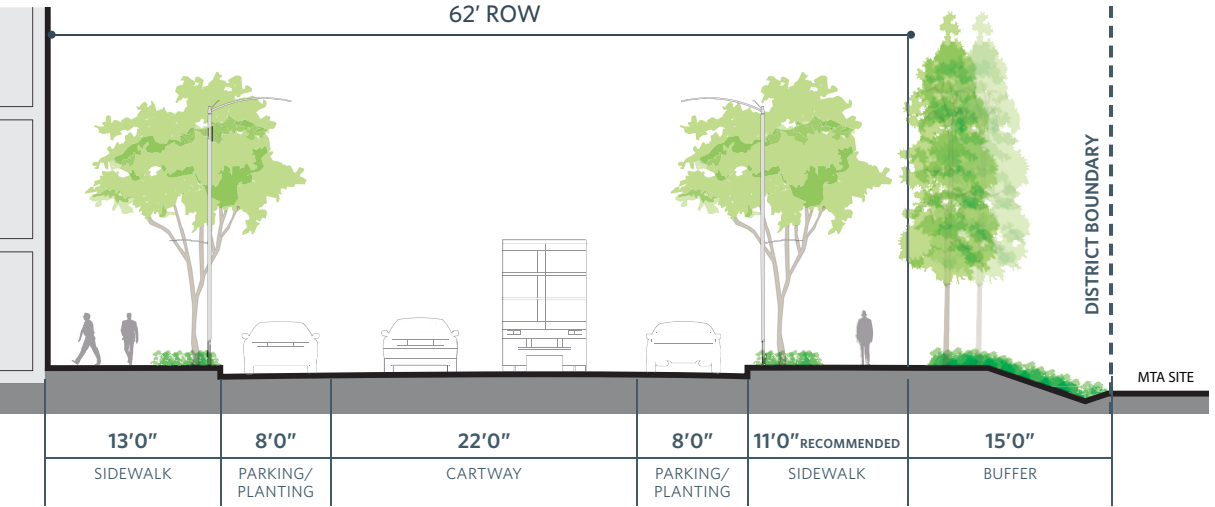 62’ ROW
DISTRICT BOUNDARY
MTA SITE
13’0”
8’0”
22’0”
8’0”
11’0” RECOMMENDED
15’0”
SIDEWALK
PARKING/
PLANTING
CARTWAY
PARKING/
PLANTING
SIDEWALK
BUFFER